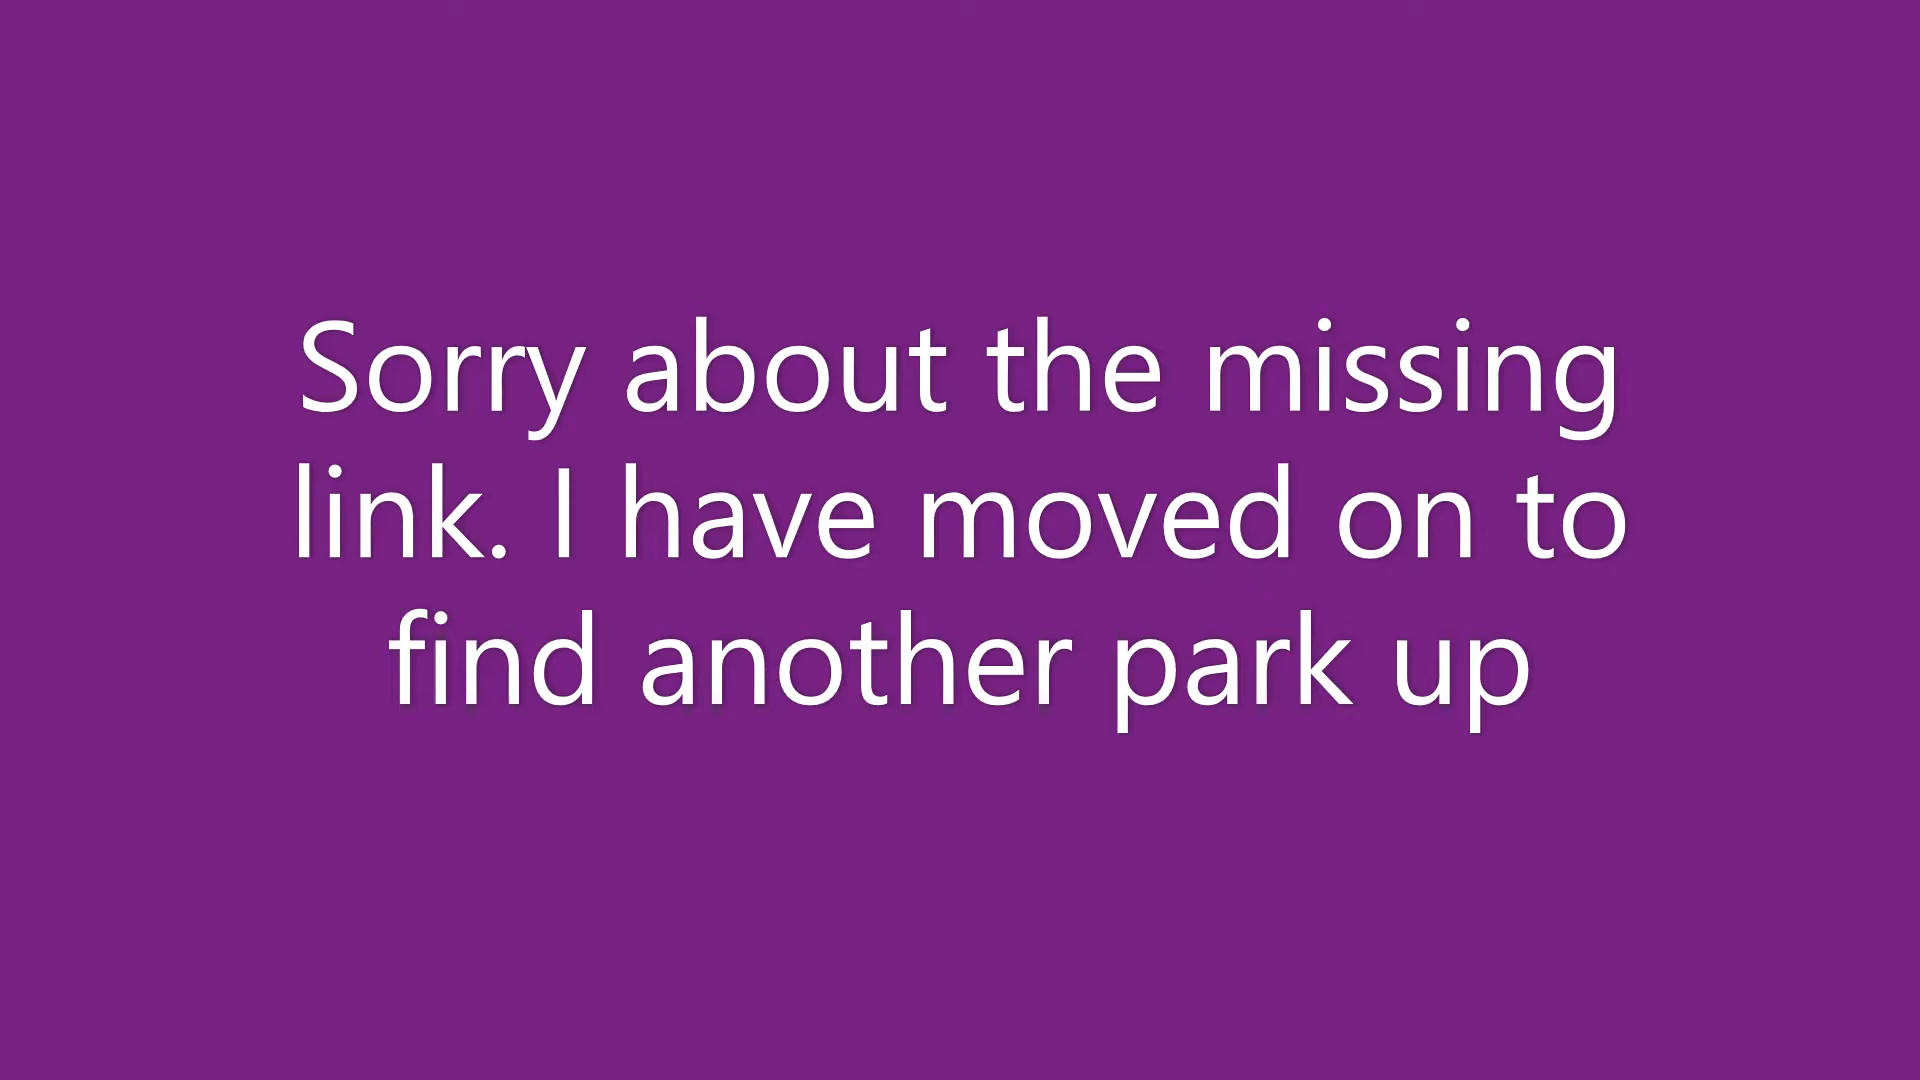 Sorry about the missing
link. I have moved on to
find another park up